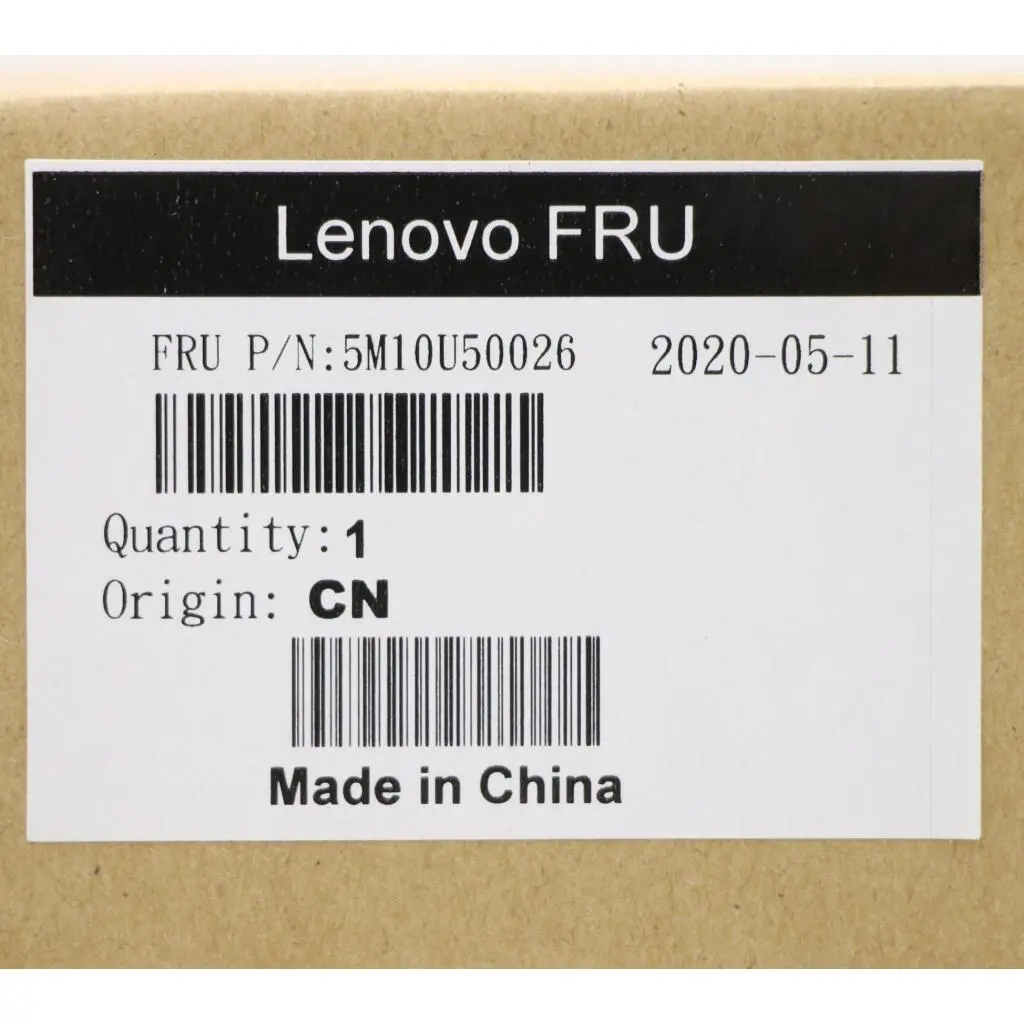 Lenovo FRU
FRU P/N:5M10U50026 2020-05-11
Quantity:1
Origin: CN
Made in China